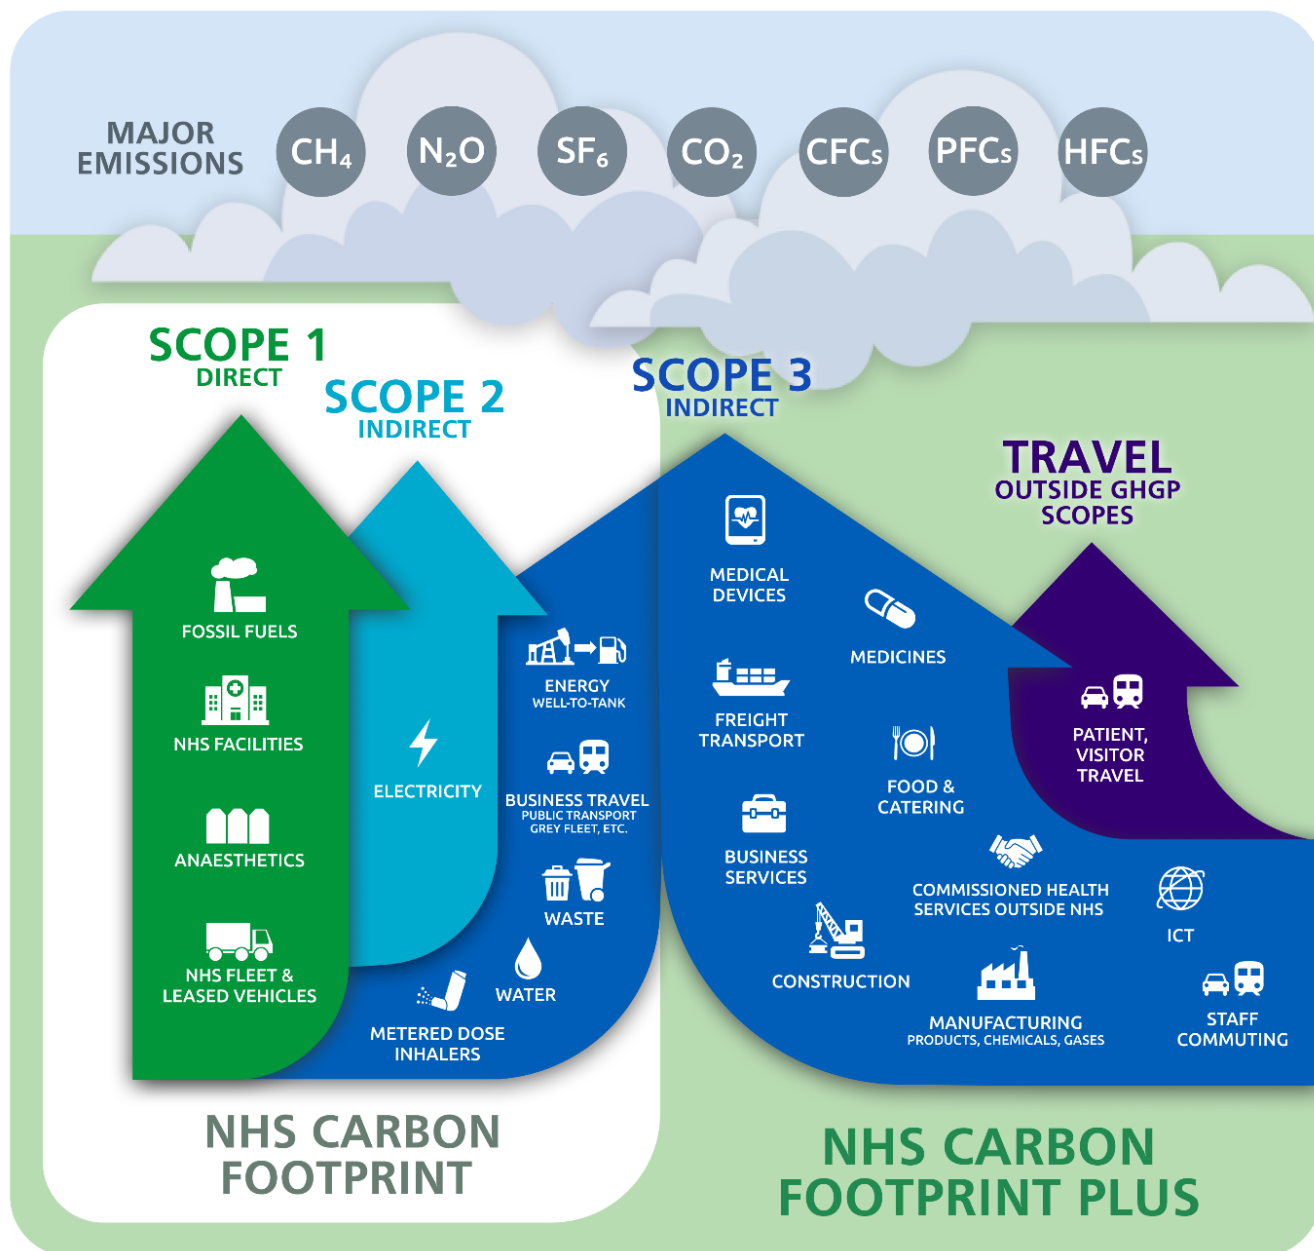 MAJOR
EMISSIONS
CH₄
N₂O
SF₆
CO₂
CFCs
PFCs
HFCs
SCOPE 1
DIRECT
FOSSIL FUELS
NHS FACILITIES
ANAESTHETICS
NHS FLEET &
LEASED VEHICLES
SCOPE 2
INDIRECT
ELECTRICITY
SCOPE 3
INDIRECT
ENERGY
WELL-TO-TANK
BUSINESS TRAVEL
PUBLIC TRANSPORT
GREY FLEET, ETC.
WASTE
WATER
METERED DOSE
INHALERS
MEDICAL
DEVICES
MEDICINES
FREIGHT
TRANSPORT
FOOD &
CATERING
BUSINESS
SERVICES
COMMISSIONED HEALTH
SERVICES OUTSIDE NHS
ICT
CONSTRUCTION
MANUFACTURING
PRODUCTS, CHEMICALS, GASES
STAFF
COMMUTING
TRAVEL
OUTSIDE GHGP
SCOPES
PATIENT,
VISITOR
TRAVEL
NHS CARBON
FOOTPRINT
NHS CARBON
FOOTPRINT PLUS